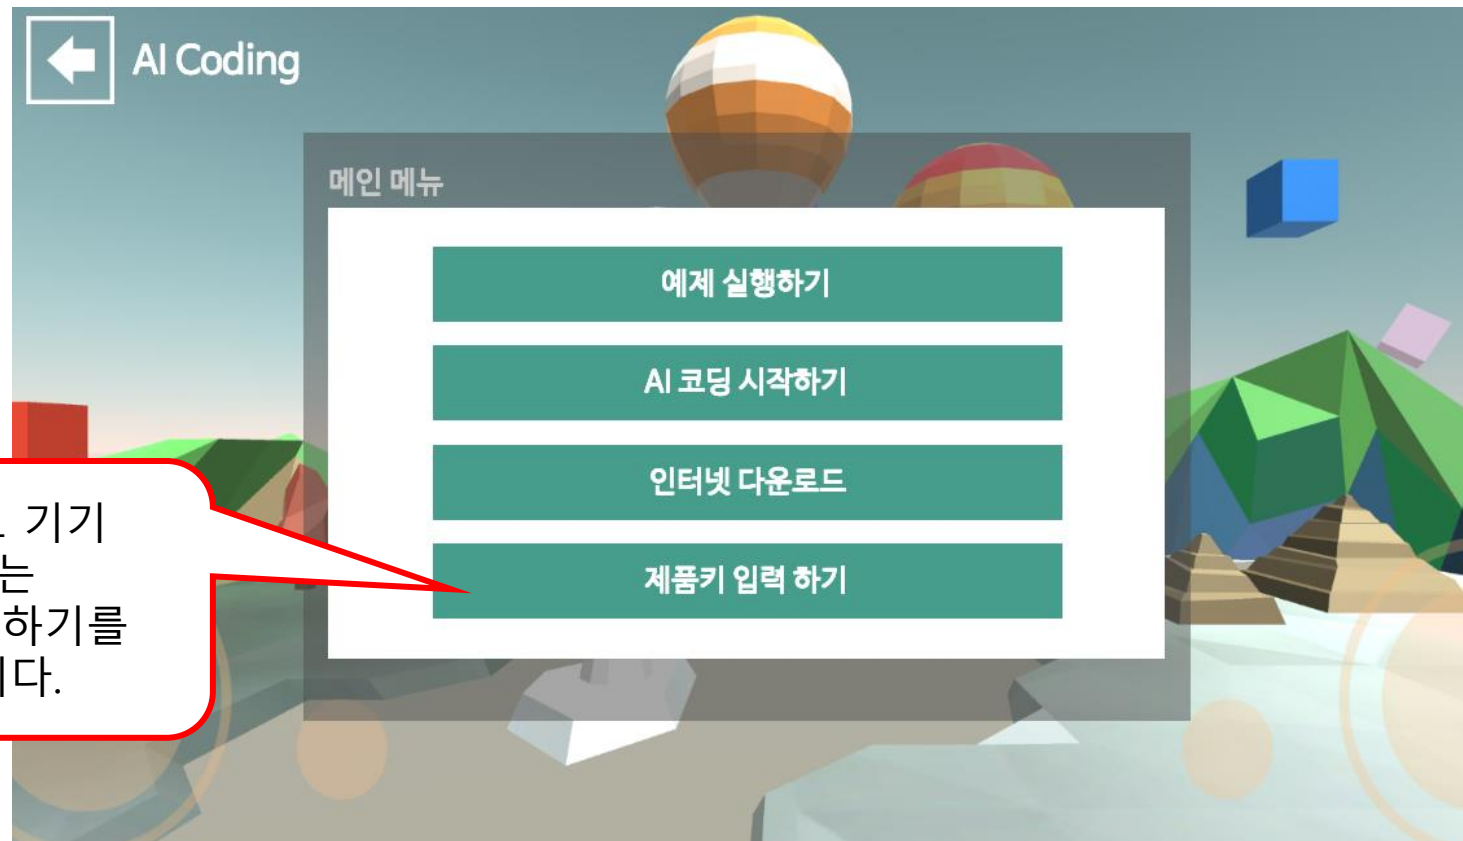 AI Coding
메인 메뉴
예제 실행하기
AI 코딩 시작하기
인터넷 다운로드
제품키 입력 하기
기기
는
하기를
다.